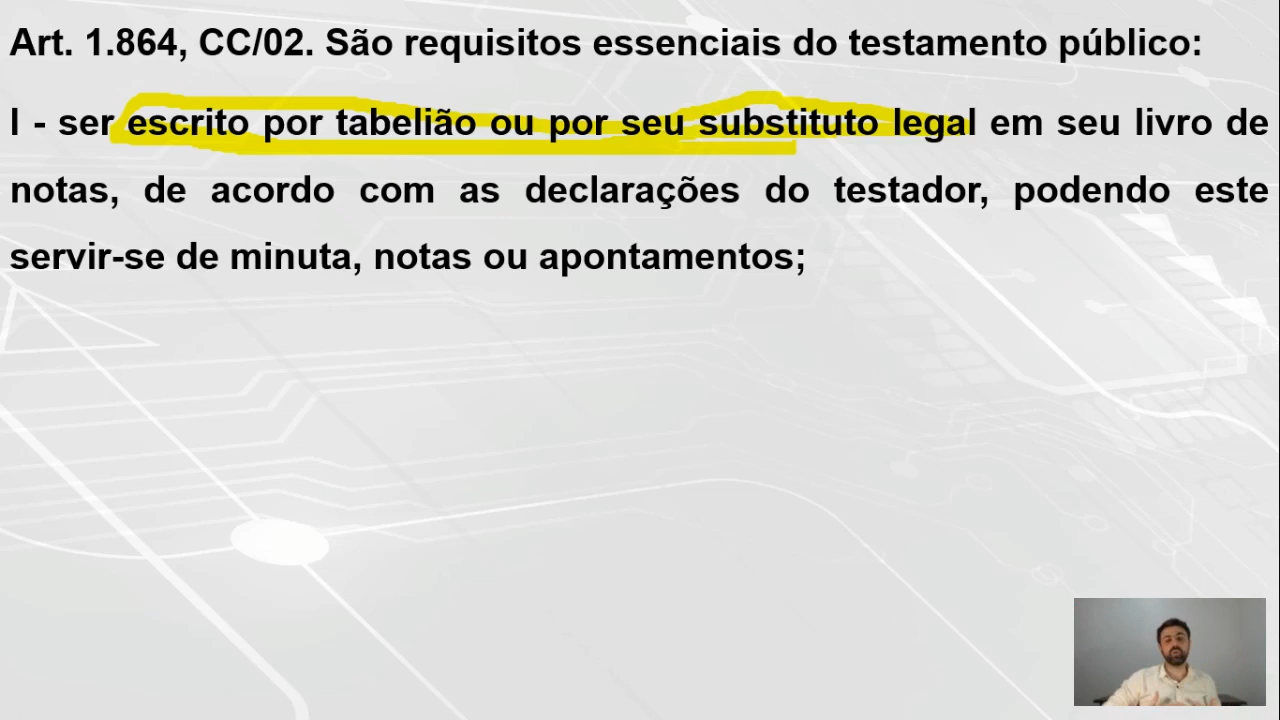 Art. 1.864, CC/02. São requisitos essenciais do testamento público:
I - ser escrito por tabelião ou por seu substituto legal em seu livro de
notas, de acordo com as declarações do testador, podendo este
servir-se de minuta, notas ou apontamentos;